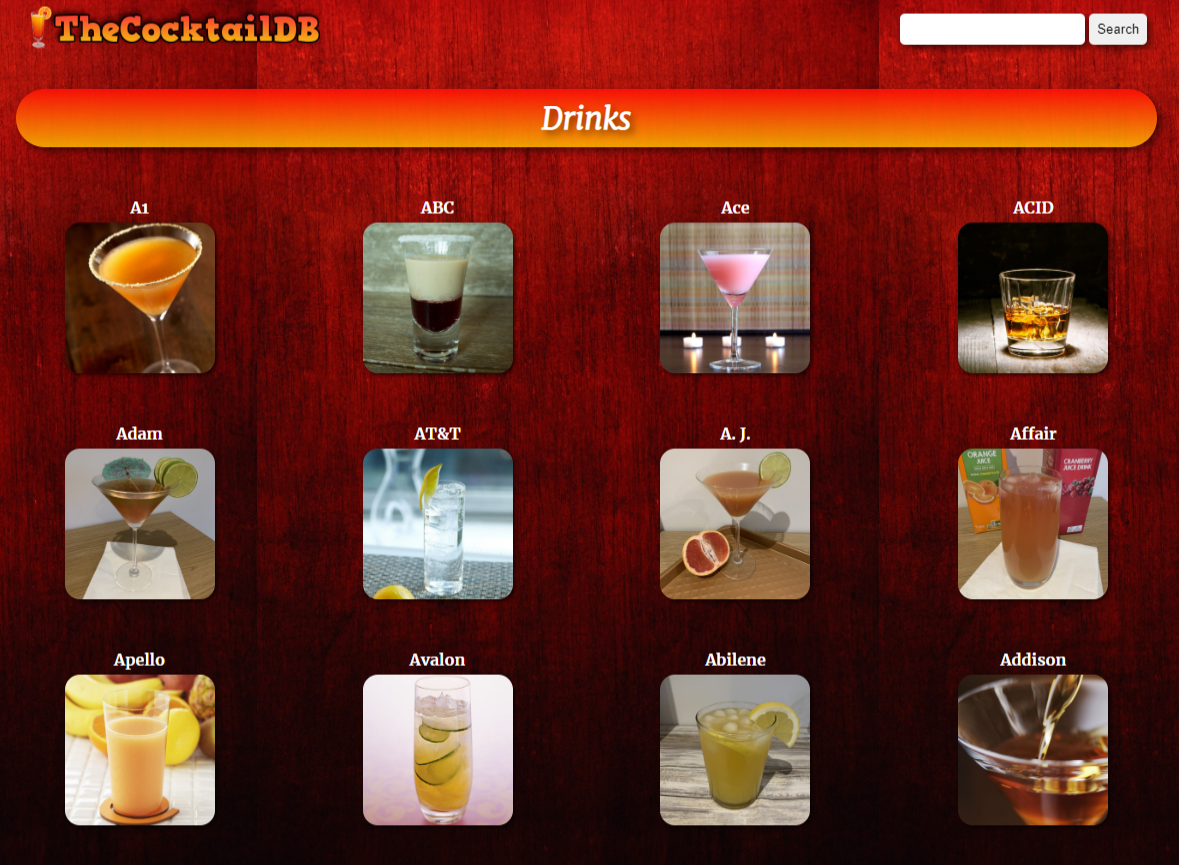 TheCocktailDB
Search
Drinks
A1
ABC
Ace
ACID
Adam
AT&T
A. J.
Affair
ORANGE
JUICE
CRANBERRY
JUICE DRINK
Apello
Avalon
Abilene
Addison